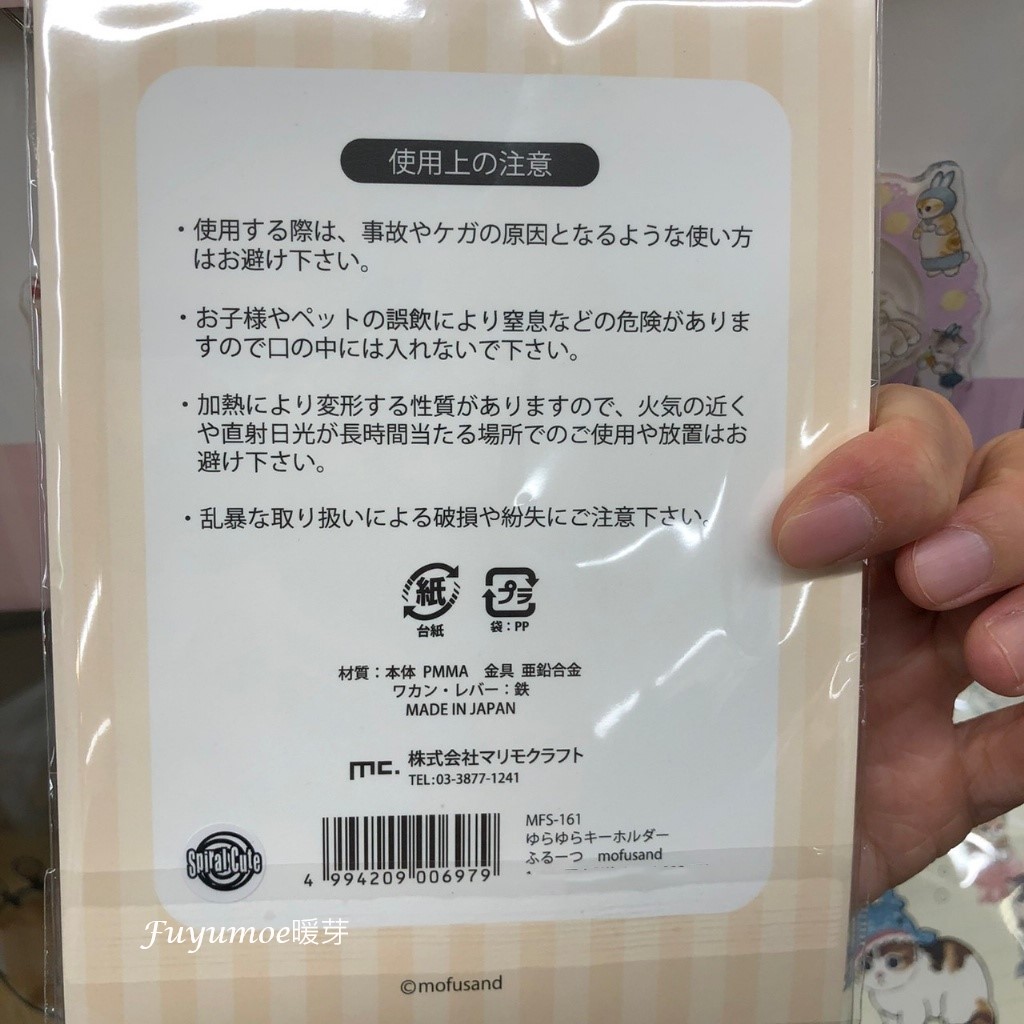 使用上の注意
・使用する際は、事故やケガの原因となるような使い方
はお避け下さい。
・お子様やペットの誤飲により窒息などの危険がありま
すので口の中には入れないで下さい。
・加熱により変形する性質がありますので、火気の近く
や直射日光が長時間当たる場所でのご使用や放置はお
避け下さい。
・乱暴な取り扱いによる破損や紛失にご注意下さい。
紙
台紙
プラ
袋：PP
材質：本体 PMMA 金具 亜鉛合金
ワカン・レバー：鉄
MADE IN JAPAN
mc. 株式会社マリモクラフト
TEL:03-3877-1241
SpiralCute
4 994209 006979
MFS-161
ゆらゆらキーホルダー
ふるーつ mofusand
Fuyumoe暖芽
©mofusand